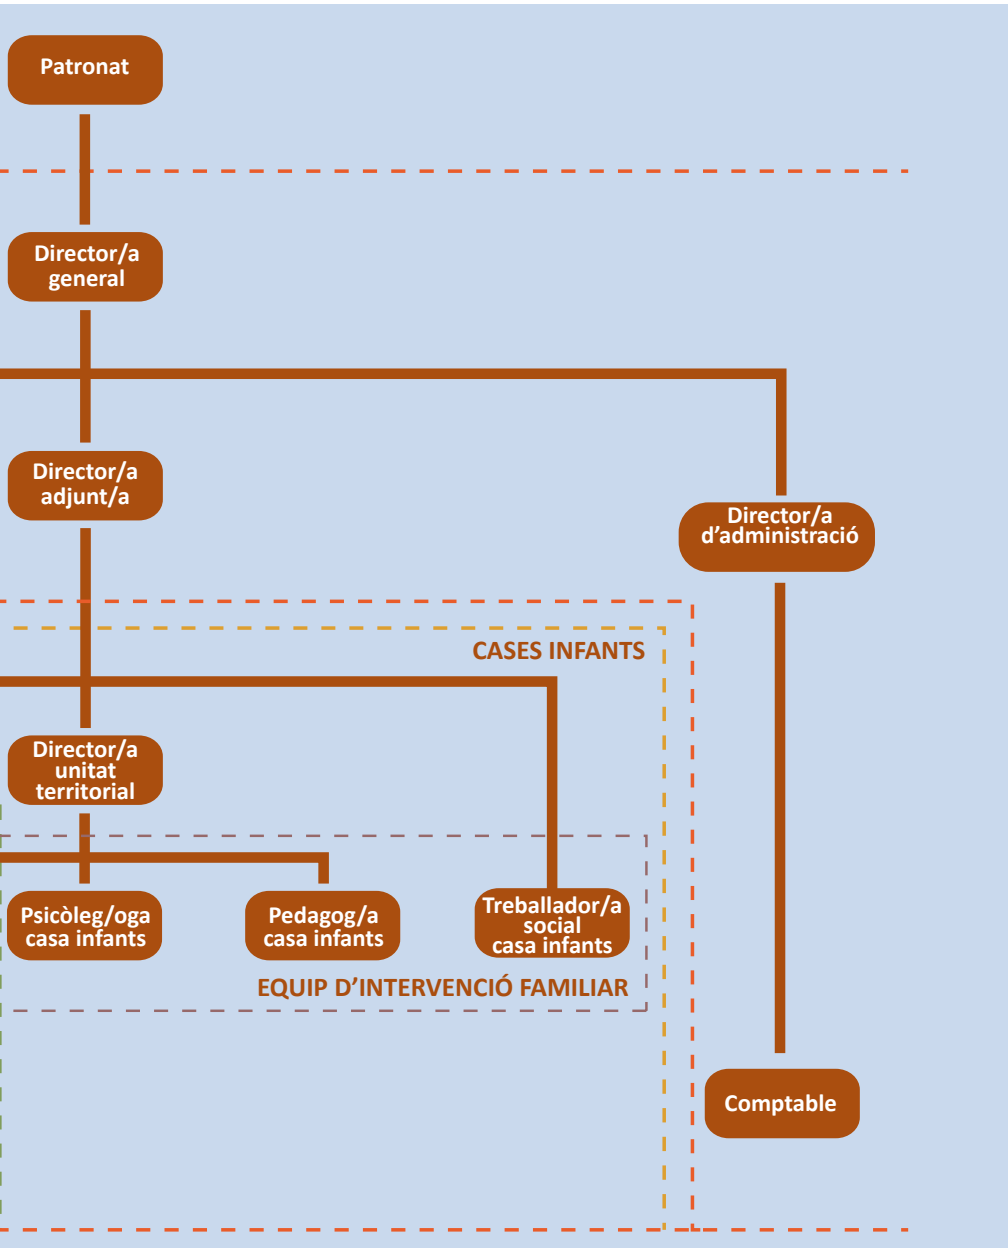 Patronat
Director/a
general
Director/a
adjunt/a
Director/a
d’administració
CASES INFANTS
Director/a
unitat
territorial
Psicòleg/oga
casa infants
Pedagog/a
casa infants
Treballador/a
social
casa infants
EQUIP D’INTERVENCIÓ FAMILIAR
Comptable